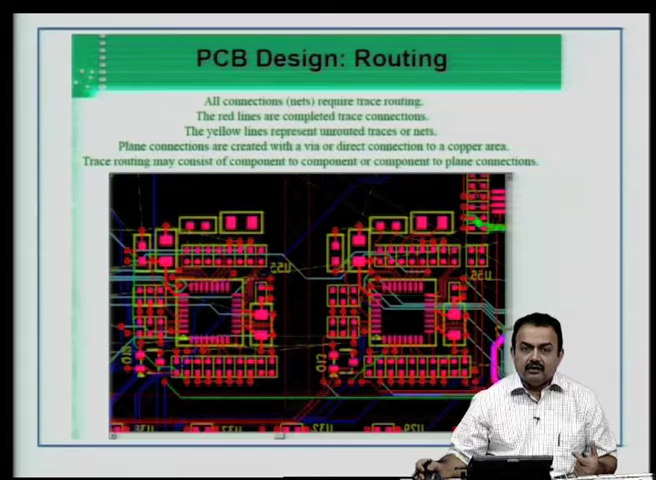 PCB Design: Routing
All connections (nets) require trace routing.
The red lines are completed trace connections.
The yellow lines represent unrouted traces or nets.
Plane connections are created with a via or direct connection to a copper area.
Trace routing may consist of component to component or component to plane connections.
U55
U56